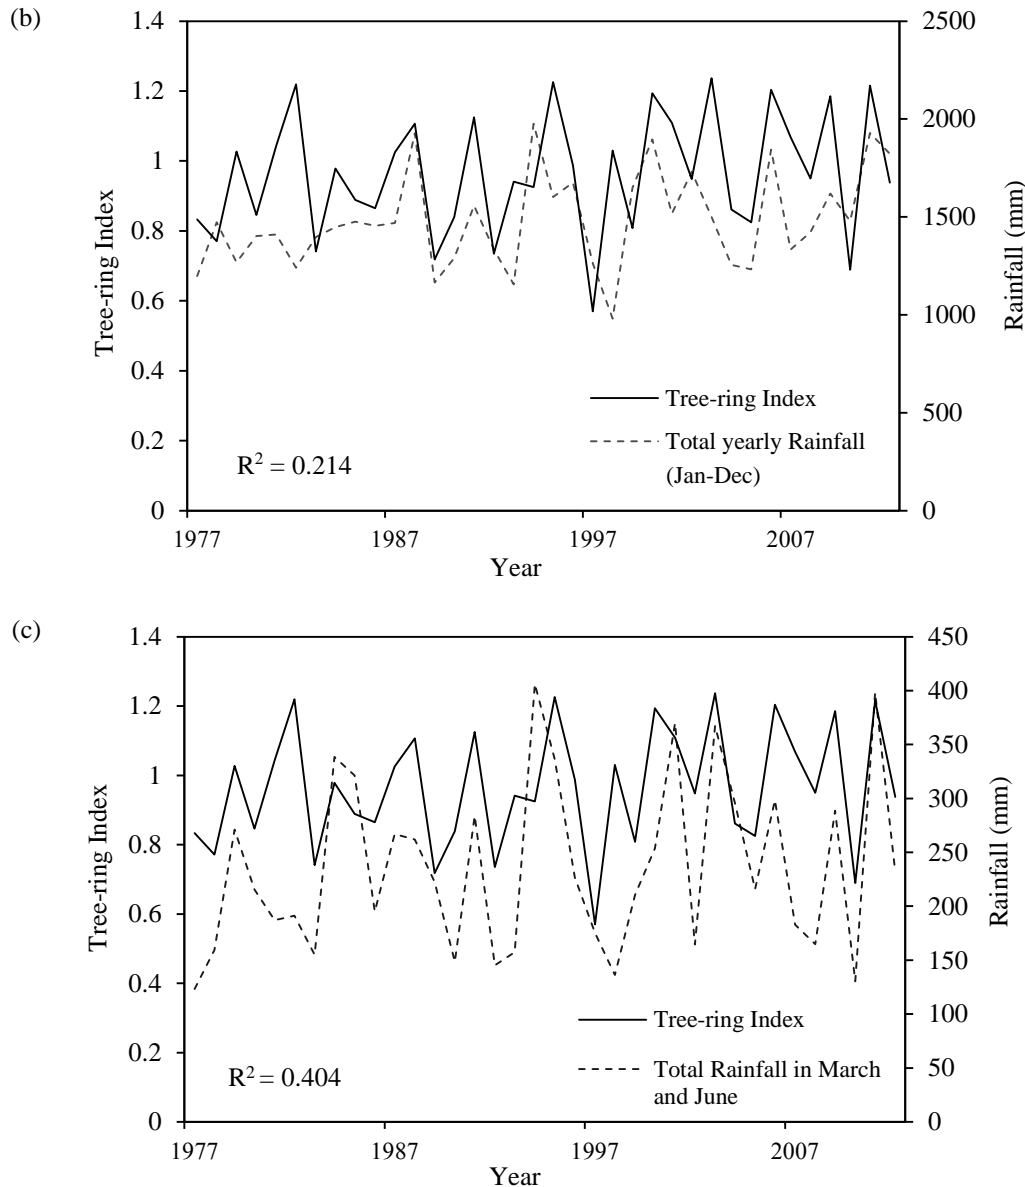 (b)
1.4
1.2
1
0.8
0.6
0.4
0.2
0
Tree-ring Index
2500
2000
1500
1000
500
0
Rainfall (mm)
Tree-ring Index
Total yearly Rainfall
(Jan-Dec)
R² = 0.214
1977 1987 1997 2007
Year
(c)
1.4
1.2
1
0.8
0.6
0.4
0.2
0
Tree-ring Index
450
400
350
300
250
200
150
100
50
0
Rainfall (mm)
Tree-ring Index
Total Rainfall in March
and June
R² = 0.404
1977 1987 1997 2007
Year